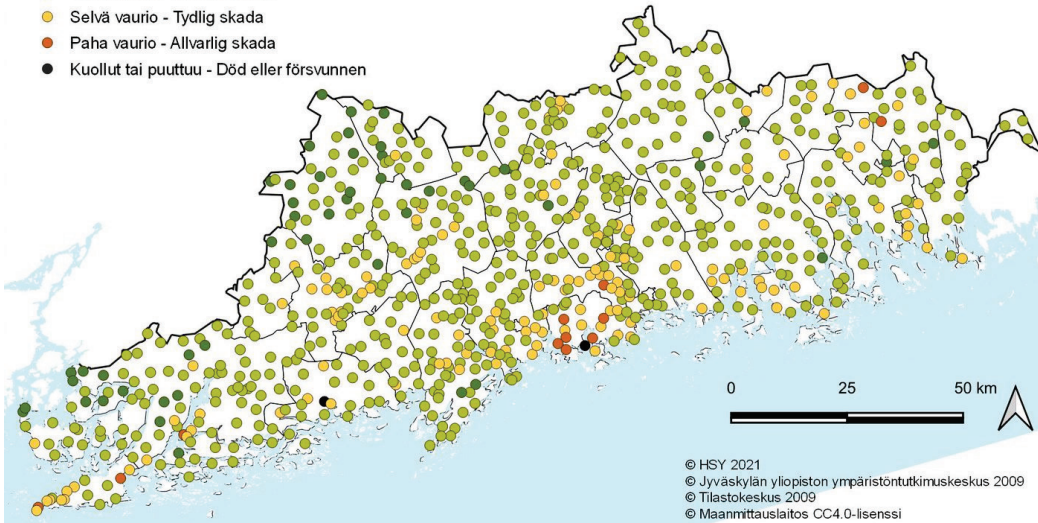 Selvä vaurio - Tydlig skada
Paha vaurio - Allvarlig skada
Kuollut tai puuttuu - Död eller försvunnen
0 25 50 km
© HSY 2021
© Jyväskylän yliopiston ympäristöntutkimuskeskus 2009
© Tilastokeskus 2009
© Maanmittauslaitos CC4.0-lisenssi